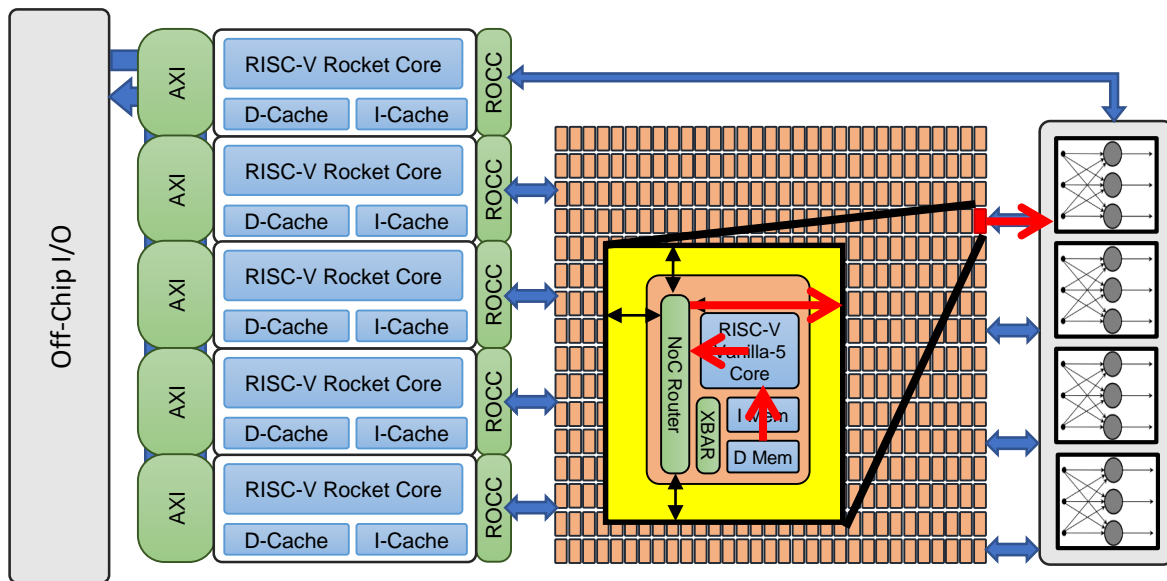 Off-Chip I/O
AXI
RISC-V Rocket Core
D-Cache
I-Cache
ROCC
AXI
RISC-V Rocket Core
D-Cache
I-Cache
ROCC
AXI
RISC-V Rocket Core
D-Cache
I-Cache
ROCC
AXI
RISC-V Rocket Core
D-Cache
I-Cache
ROCC
AXI
RISC-V Rocket Core
D-Cache
I-Cache
ROCC
NoC Router
RISC-V
Vanilla-5
Core
XBAR
I Mem
D Mem